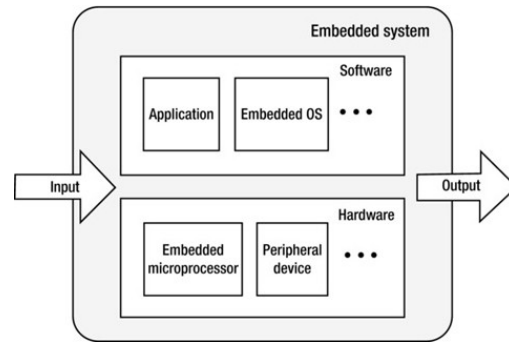 Embedded system
Software
Application
Embedded OS
• • •
Input
Output
Hardware
Embedded
microprocessor
Peripheral
device
• • •